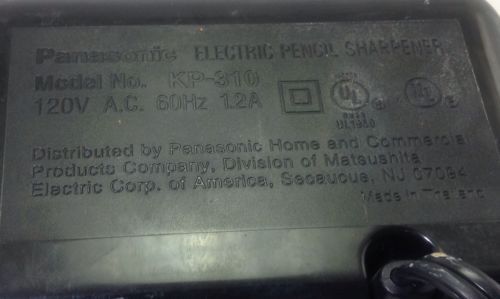 Panasonic ELECTRIC PENCIL SHARPENER
Model No. KP-310
120V A.C. 60Hz 1.2A
UL
Distributed by Panasonic Home and Commercial
Products Company, Division of Matsushita
Electric Corp. of America, Secaucus, NJ 07094
Made in Thailand